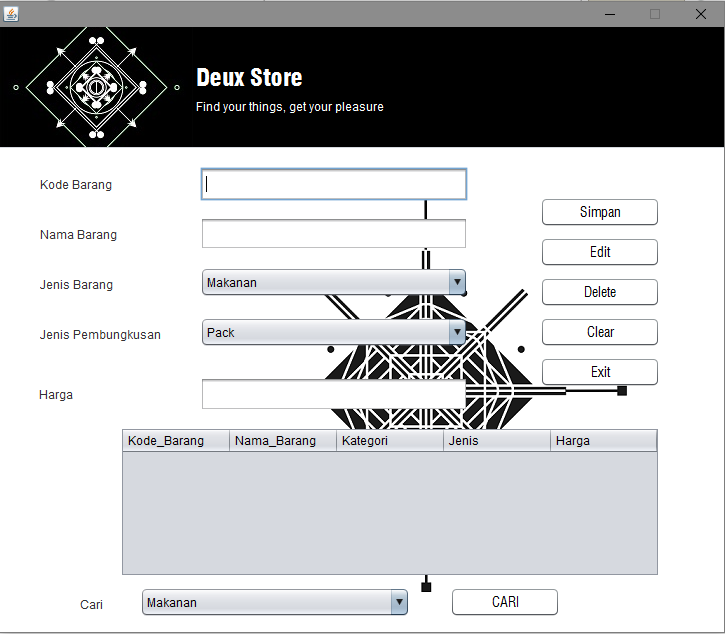 Deux Store
Find your things, get your pleasure
Kode Barang
Simpan
Nama Barang
Edit
Jenis Barang
Makanan
Delete
Jenis Pembungkusan
Pack
Clear
Exit
Harga
Kode_Barang Nama_Barang Kategori Jenis Harga
Cari
Makanan
CARI